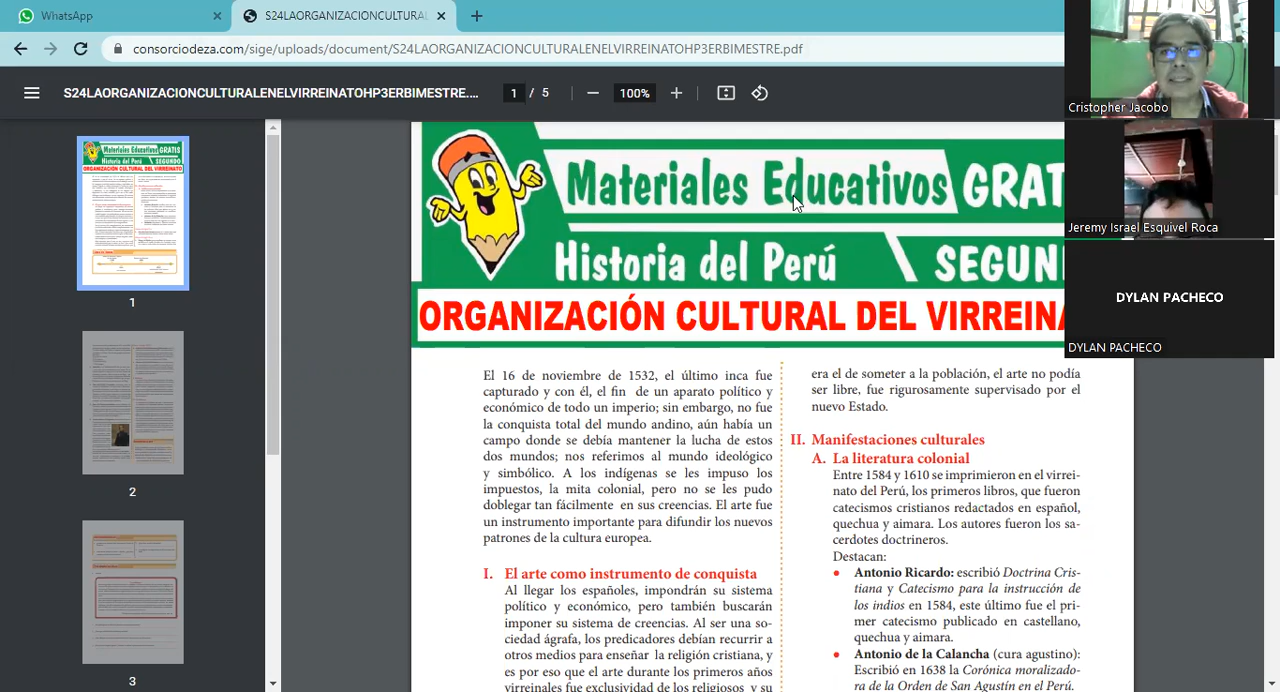 WhatsApp
S24LAORGANIZACIONCULTURAL
consorciodeza.com/sige/uploads/document/S24LAORGANIZACIONCULTURALENELVIRREINATOHP3ERBIMESTRE.pdf
S24LAORGANIZACIONCULTURALENELVIRREINATOHP3ERBIMESTRE....
1 / 5
100%
Materiales Educativos GRATIS
Historia del Perú SEGUNDO
ORGANIZACIÓN CULTURAL DEL VIRREINATO
1
2
3
Materiales Educativos GRAT
Historia del Perú SEGUN
ORGANIZACIÓN CULTURAL DEL VIRREINA
El 16 de noviembre de 1532, el último inca fue
capturado y con él, el fin de un aparato político y
económico de todo un imperio; sin embargo, no fue
la conquista total del mundo andino, aún había un
campo donde se debía mantener la lucha de estos
dos mundos; nos referimos al mundo ideológico
y simbólico. A los indígenas se les impuso los
impuestos, la mita colonial, pero no se les pudo
doblegar tan fácilmente en sus creencias. El arte fue
un instrumento importante para difundir los nuevos
patrones de la cultura europea.
I. El arte como instrumento de conquista
Al llegar los españoles, impondrán su sistema
político y económico, pero también buscarán
imponer su sistema de creencias. Al ser una so-
ciedad ágrafa, los predicadores debían recurrir a
otros medios para enseñar la religión cristiana, y
es por eso que el arte durante los primeros años
virreinales fue exclusividad de los religiosos y su
era el de someter a la población, el arte no podía
ser libre, fue rigurosamente supervisado por el
nuevo Estado.
II. Manifestaciones culturales
A. La literatura colonial
Entre 1584 y 1610 se imprimieron en el virrei-
nato del Perú, los primeros libros, que fueron
catecismos cristianos redactados en español,
quechua y aimara. Los autores fueron los sa-
cerdotes doctrineros.
Destacan:
• Antonio Ricardo: escribió Doctrina Cris-
tiana y Catecismo para la instrucción de
los indios en 1584, este último fue el pri-
mer catecismo publicado en castellano,
quechua y aimara.
• Antonio de la Calancha (cura agustino):
Escribió en 1638 la Corónica moralizado-
ra de la Orden de San Agustín en el Perú.
Cristopher Jacobo
Jeremy Israel Esquivel Roca
DYLAN PACHECO
DYLAN PACHECO